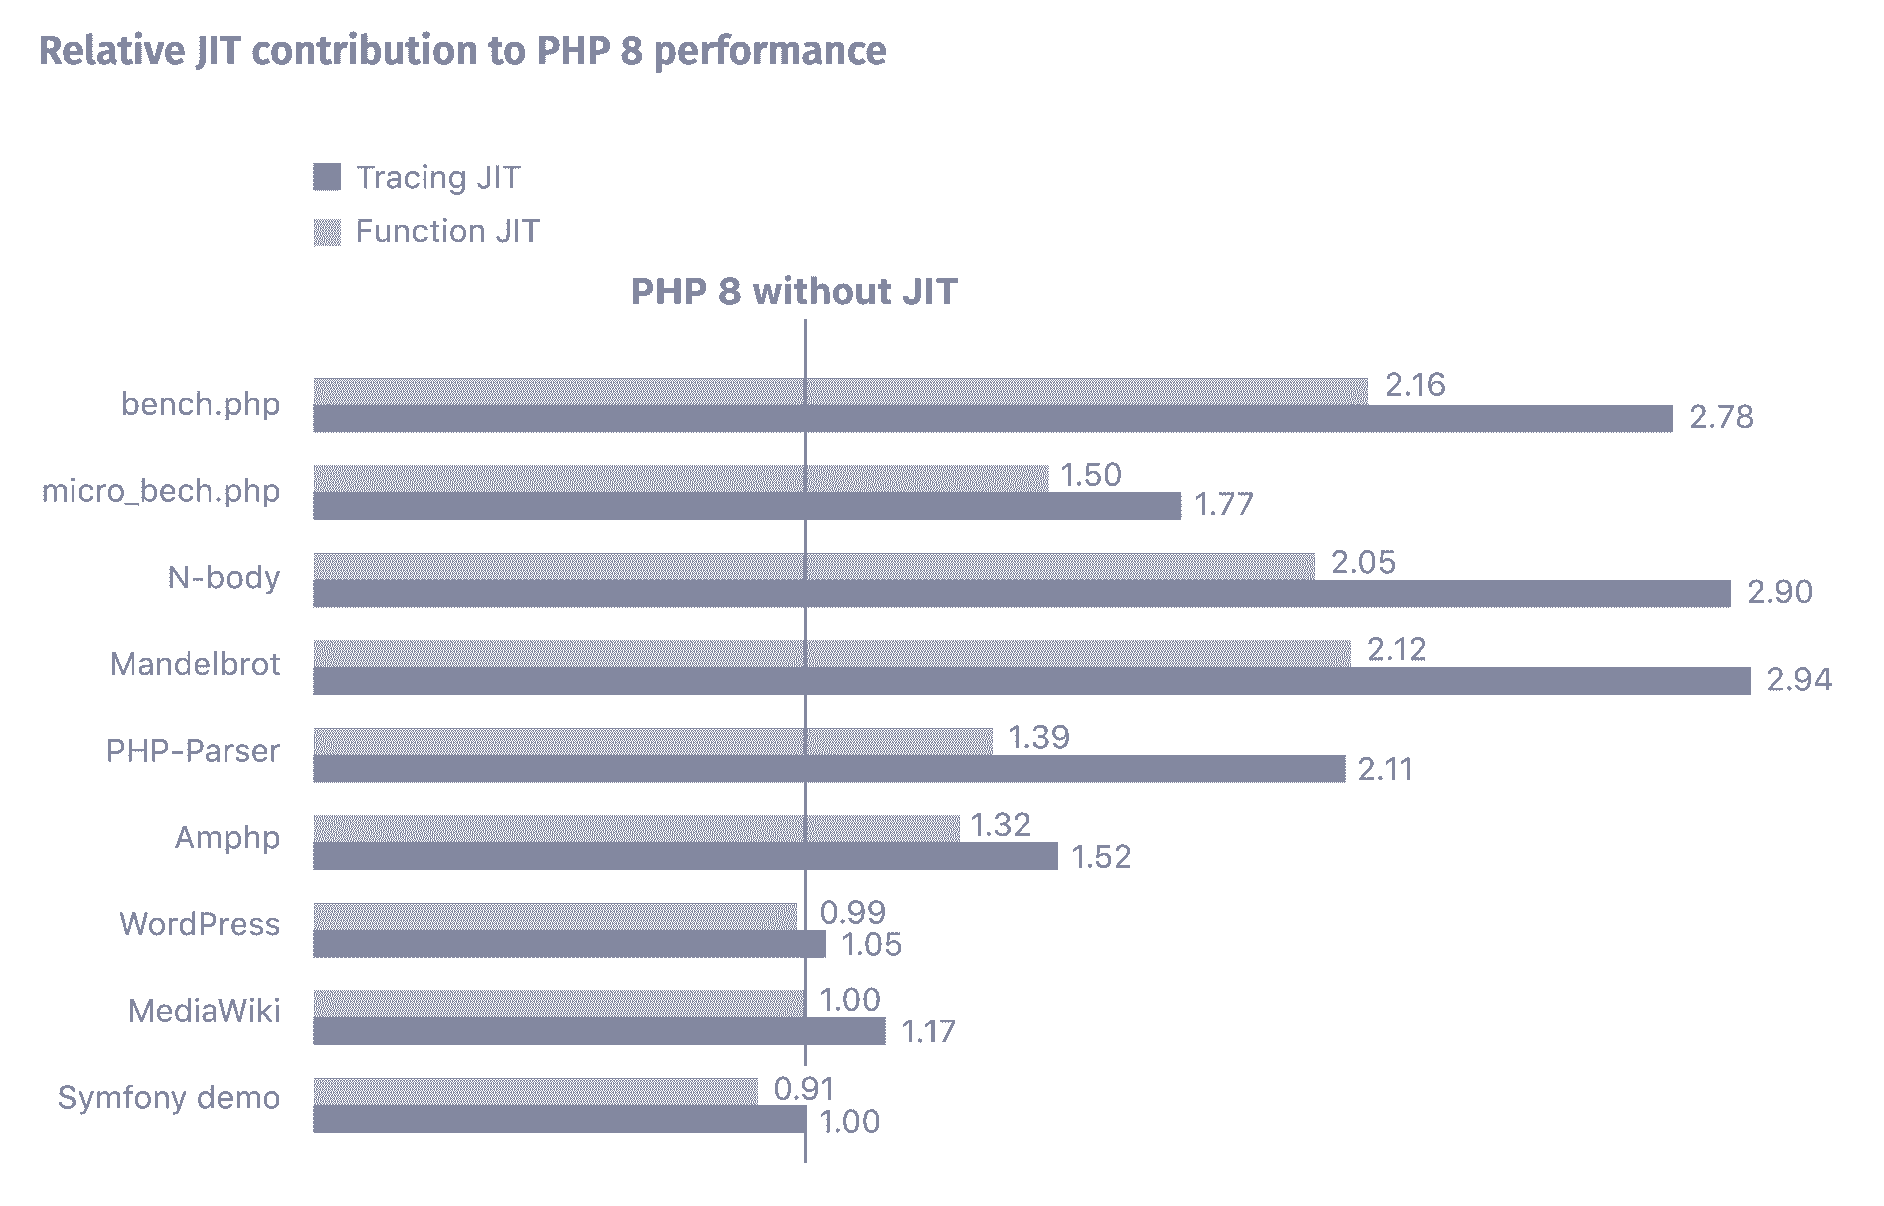 Relative JIT contribution to PHP 8 performance
Tracing JIT
Function JIT
PHP 8 without JIT
bench.php
2.16
2.78
micro_bech.php
1.50
1.77
N-body
2.05
2.90
Mandelbrot
2.12
2.94
PHP-Parser
1.39
2.11
Amphp
1.32
1.52
WordPress
0.99
1.05
MediaWiki
1.00
1.17
Symfony demo
0.91
1.00